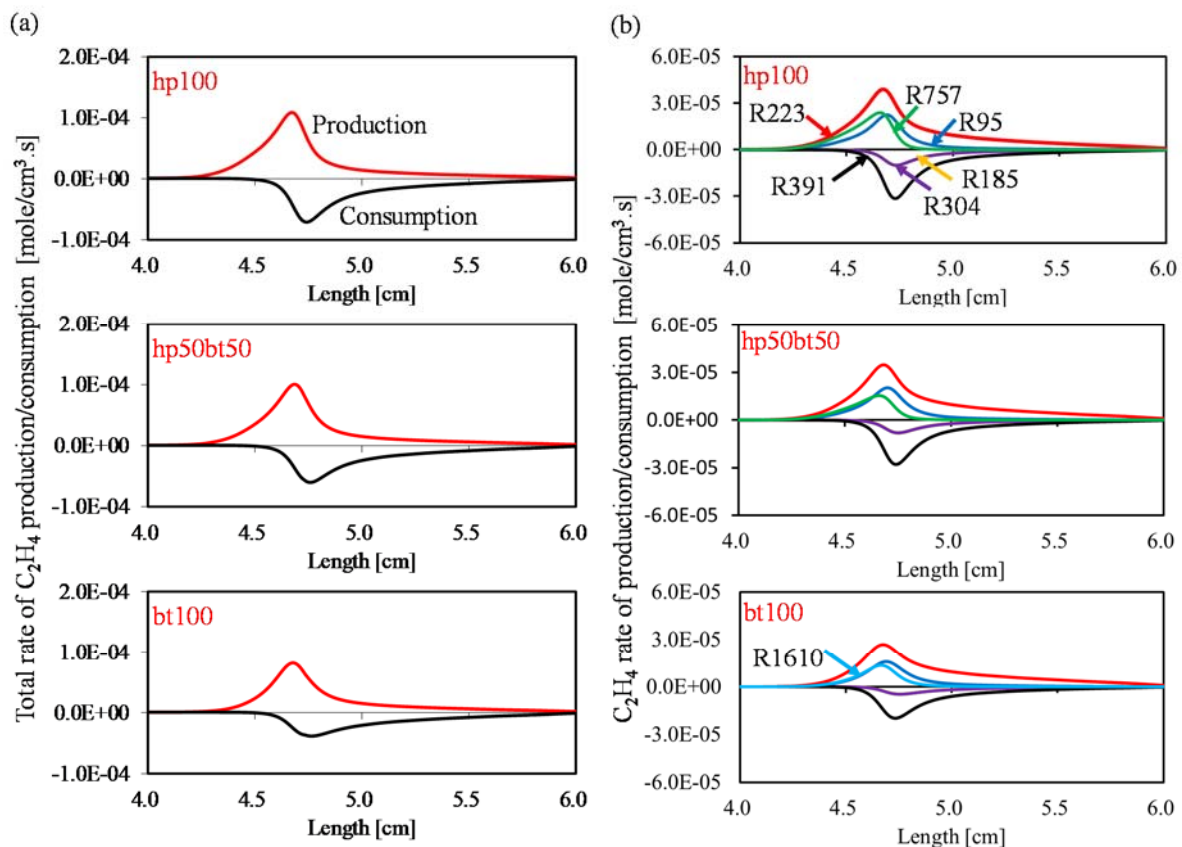 (a)
Total rate of C₂H₄ production/consumption [mole/cm³.s]
2.0E-04
1.0E-04
0.0E+00
-1.0E-04
hp100
Production
Consumption
4.0 4.5 5.0 5.5 6.0
Length [cm]
2.0E-04
1.0E-04
0.0E+00
-1.0E-04
hp50bt50
4.0 4.5 5.0 5.5 6.0
Length [cm]
2.0E-04
1.0E-04
0.0E+00
-1.0E-04
bt100
4.0 4.5 5.0 5.5 6.0
Length [cm]
(b)
C₂H₄ rate of production/consumption [mole/cm³.s]
6.0E-05
3.0E-05
0.0E+00
-3.0E-05
-6.0E-05
hp100
R223
R757
R95
R391
R185
R304
4.0 4.5 5.0 5.5 6.0
Length [cm]
6.0E-05
3.0E-05
0.0E+00
-3.0E-05
-6.0E-05
hp50bt50
4.0 4.5 5.0 5.5 6.0
Length [cm]
6.0E-05
3.0E-05
0.0E+00
-3.0E-05
-6.0E-05
bt100
R1610
4.0 4.5 5.0 5.5 6.0
Length [cm]